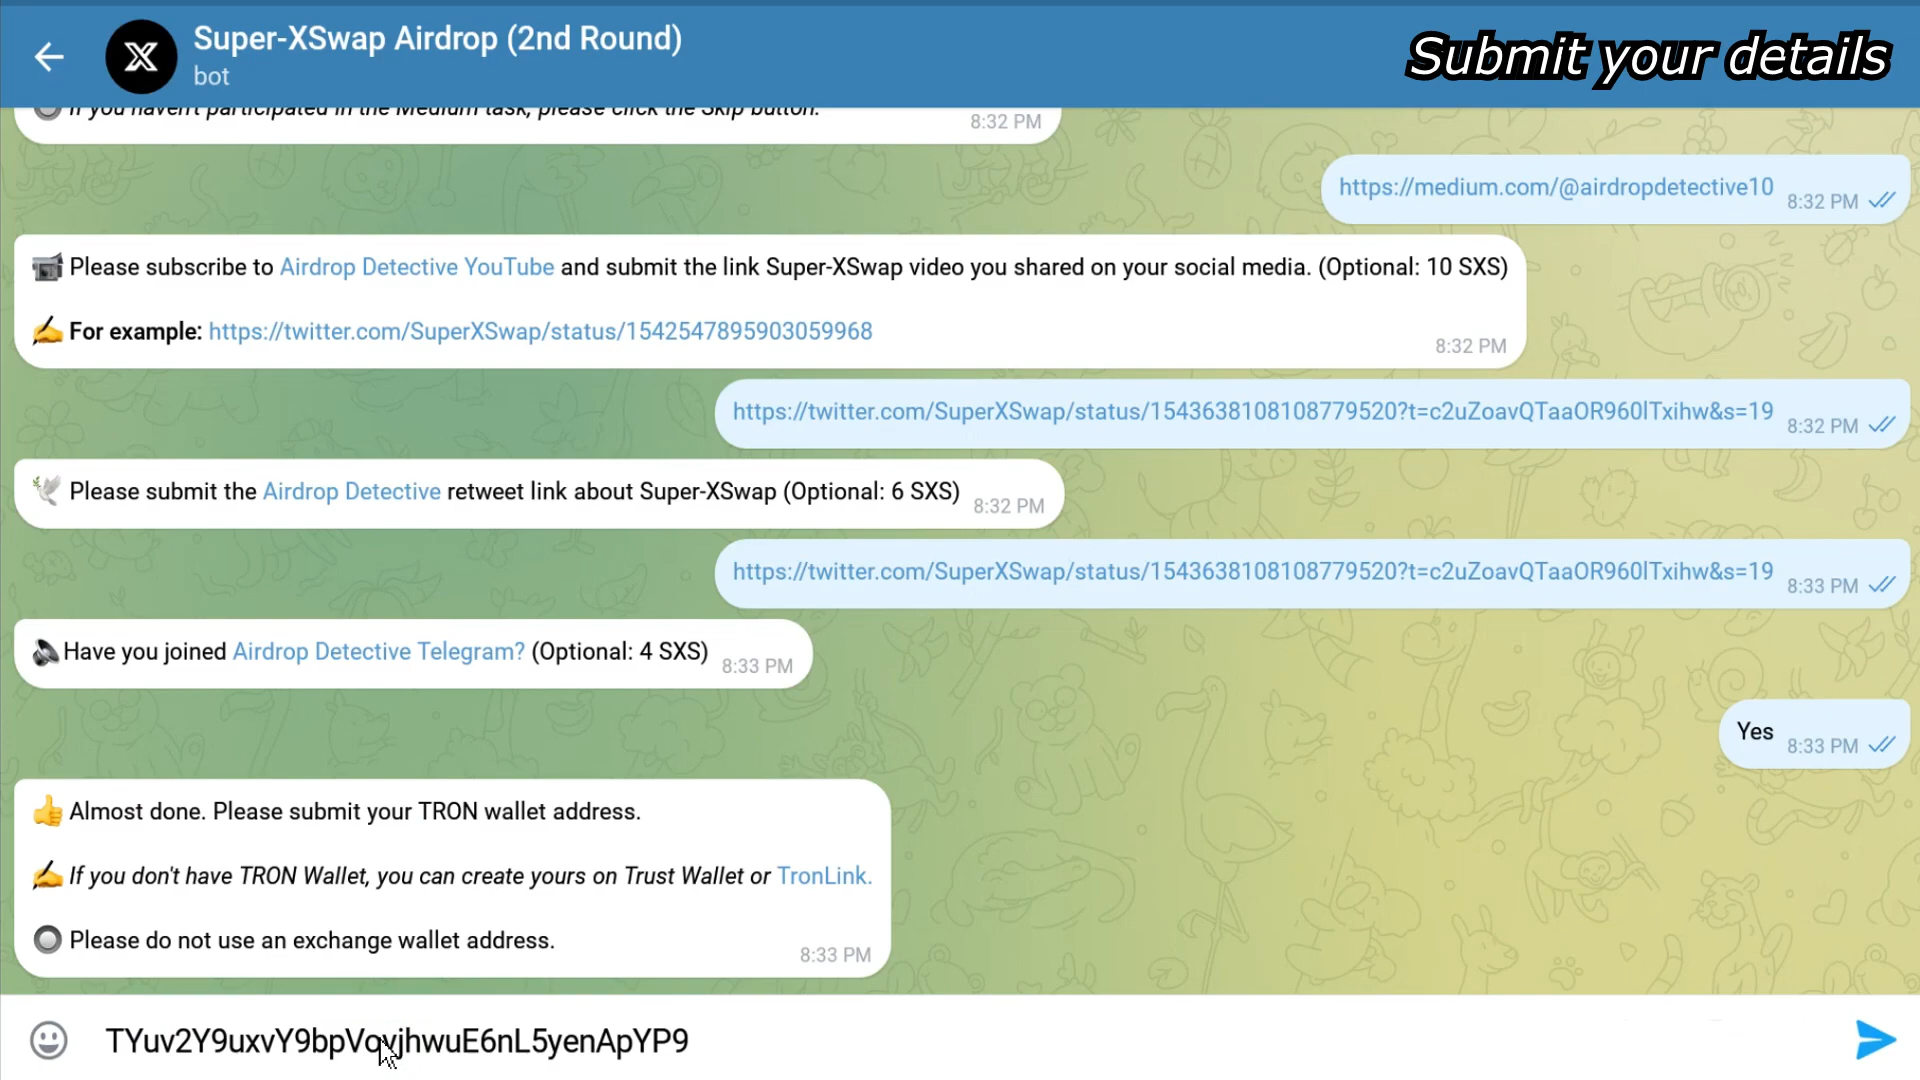 Super-XSwap Airdrop (2nd Round)
bot
Submit your details
If you haven't participated in the Medium task, please click the Skip button.
8:32 PM
https://medium.com/@airdropdetective10
8:32 PM
Please subscribe to Airdrop Detective YouTube and submit the link Super-XSwap video you shared on your social media. (Optional: 10 SXS)
For example: https://twitter.com/SuperXSwap/status/1542547895903059968
8:32 PM
https://twitter.com/SuperXSwap/status/1543638108108779520?t=c2uZoavQTaaOR960lTxihw&s=19
8:32 PM
Please submit the Airdrop Detective retweet link about Super-XSwap (Optional: 6 SXS)
8:32 PM
https://twitter.com/SuperXSwap/status/1543638108108779520?t=c2uZoavQTaaOR960lTxihw&s=19
8:33 PM
Have you joined Airdrop Detective Telegram? (Optional: 4 SXS)
8:33 PM
Yes
8:33 PM
Almost done. Please submit your TRON wallet address.
If you don't have TRON Wallet, you can create yours on Trust Wallet or TronLink.
Please do not use an exchange wallet address.
8:33 PM
TYuv2Y9uxvY9bpVovjhwuE6nL5yenApYP9